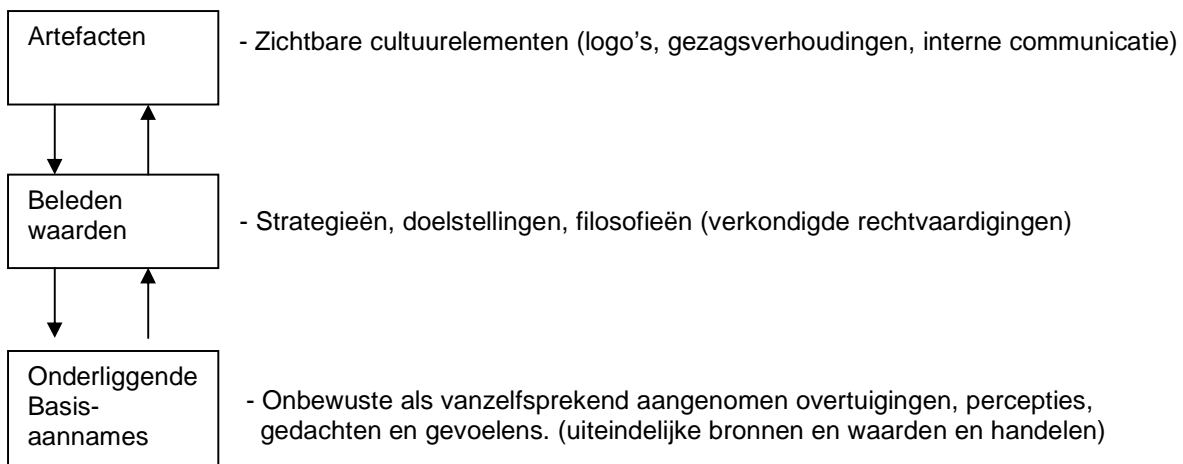 Artefacten
- Zichtbare cultuurelementen (logo’s, gezagsverhoudingen, interne communicatie)
Beleden
waarden
- Strategieën, doelstellingen, filosofieën (verkondigde rechtvaardigingen)
Onderliggende
Basis-
aannames
- Onbewuste als vanzelfsprekend aangenomen overtuigingen, percepties,
gedachten en gevoelens. (uiteindelijke bronnen en waarden en handelen)